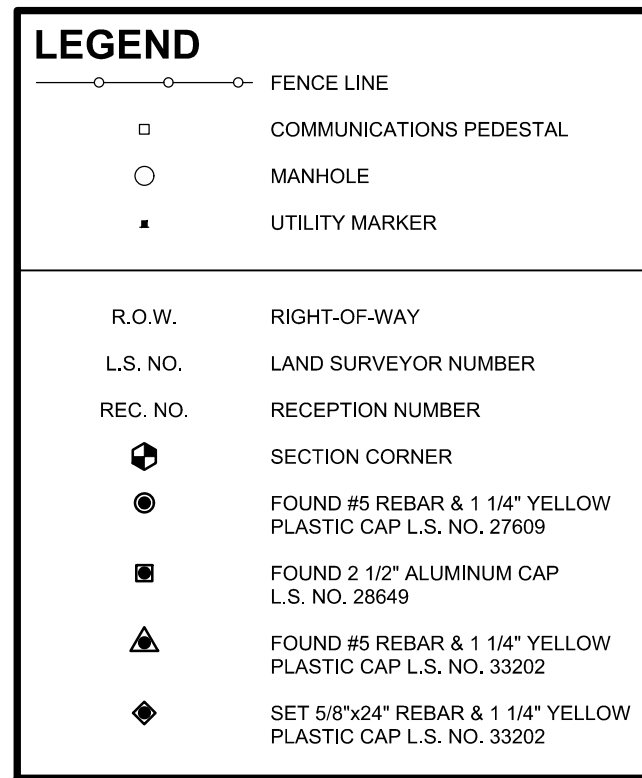 LEGEND
FENCE LINE
COMMUNICATIONS PEDESTAL
MANHOLE
UTILITY MARKER
R.O.W. RIGHT-OF-WAY
L.S. NO. LAND SURVEYOR NUMBER
REC. NO. RECEPTION NUMBER
SECTION CORNER
FOUND #5 REBAR & 1 1/4" YELLOW
PLASTIC CAP L.S. NO. 27609
FOUND 2 1/2" ALUMINUM CAP
L.S. NO. 28649
FOUND #5 REBAR & 1 1/4" YELLOW
PLASTIC CAP L.S. NO. 33202
SET 5/8"x24" REBAR & 1 1/4" YELLOW
PLASTIC CAP L.S. NO. 33202